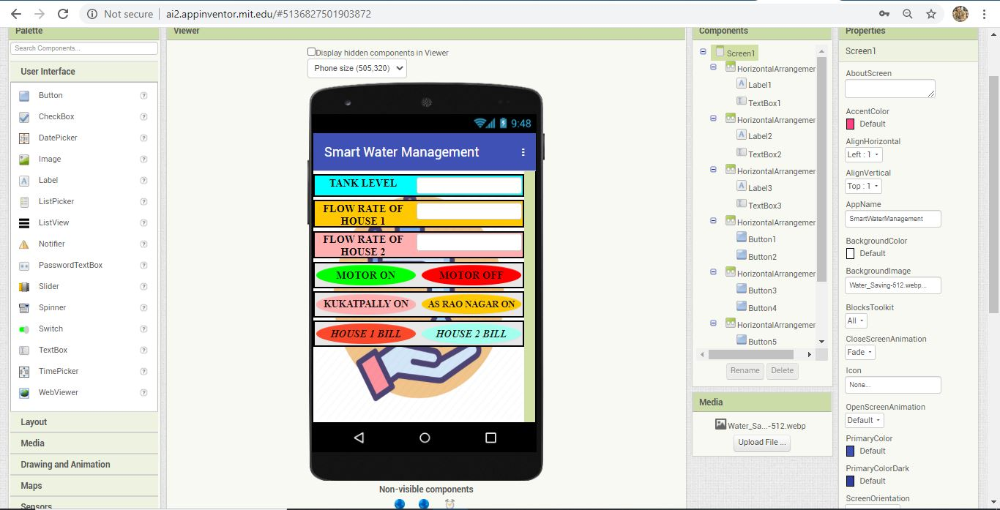 Not secure
ai2.appinventor.mit.edu/#5136827501903872
Palette
Search Components...
User Interface
Button
CheckBox
DatePicker
Image
Label
ListPicker
ListView
Notifier
PasswordTextBox
Slider
Spinner
Switch
TextBox
TimePicker
WebViewer
Layout
Media
Drawing and Animation
Maps
Sensors
Viewer
Display hidden components in Viewer
Phone size (505,320)
9:48
Smart Water Management
TANK LEVEL
FLOW RATE OF
HOUSE 1
FLOW RATE OF
HOUSE 2
MOTOR ON MOTOR OFF
KUKATPALLY ON AS RAO NAGAR ON
HOUSE 1 BILL HOUSE 2 BILL
Non-visible components
Components
Screen1
HorizontalArrangemer
Label1
TextBox1
HorizontalArrangemer
Label2
TextBox2
HorizontalArrangemer
Label3
TextBox3
HorizontalArrangemer
Button1
Button2
HorizontalArrangemer
Button3
Button4
HorizontalArrangemer
Button5
Rename Delete
Media
Water_Sa...-512.webp
Upload File ...
Properties
Screen1
AboutScreen
AccentColor
Default
AlignHorizontal
Left : 1
AlignVertical
Top : 1
AppName
SmartWaterManagement
BackgroundColor
Default
BackgroundImage
Water_Saving-512.webp...
BlocksToolkit
All
CloseScreenAnimation
Fade
Icon
None...
OpenScreenAnimation
Default
PrimaryColor
Default
PrimaryColorDark
Default
ScreenOrientation